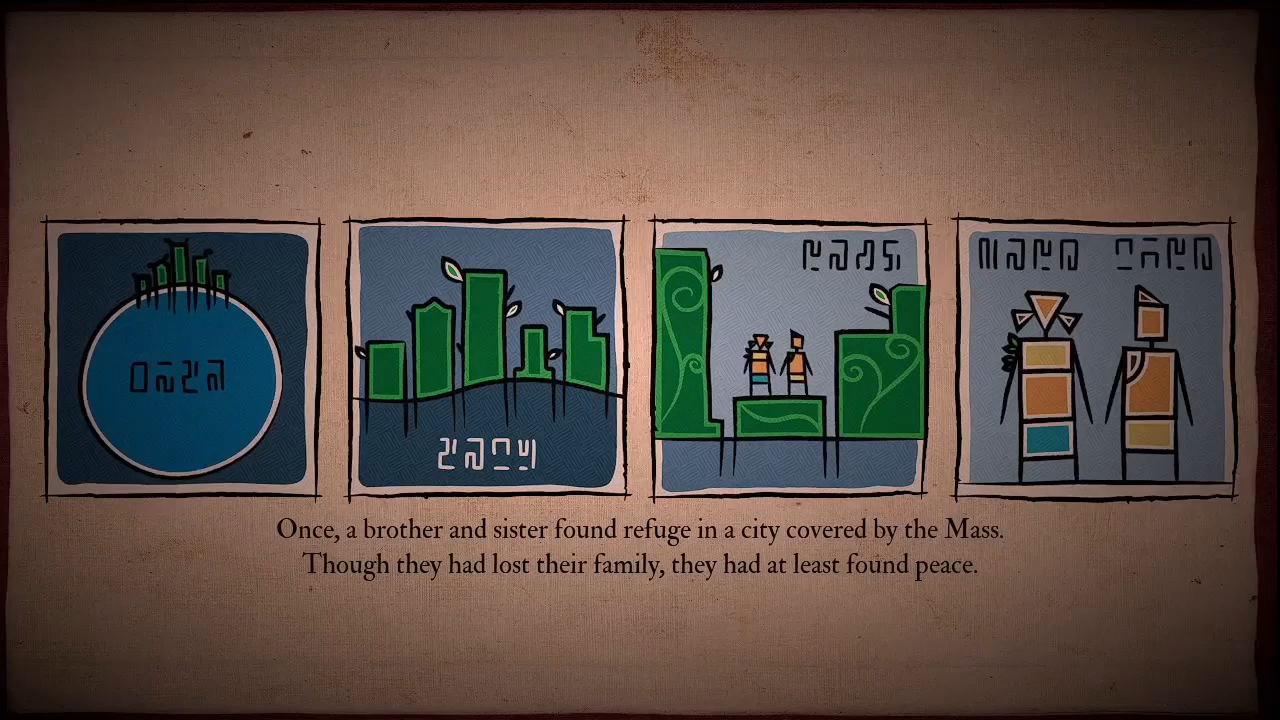 Once, a brother and sister found refuge in a city covered by the Mass.
Though they had lost their family, they had at least found peace.